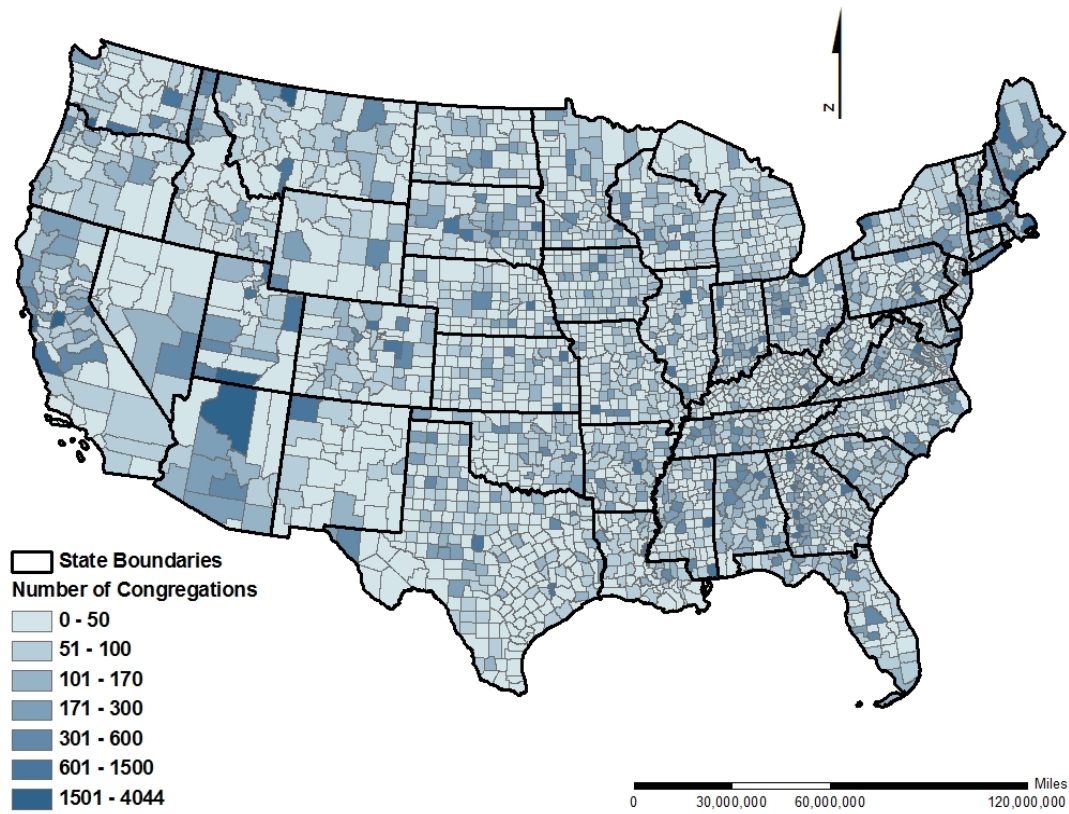 N
State Boundaries
Number of Congregations
0 - 50
51 - 100
101 - 170
171 - 300
301 - 600
601 - 1500
1501 - 4044
Miles
0 30,000,000 60,000,000 120,000,000